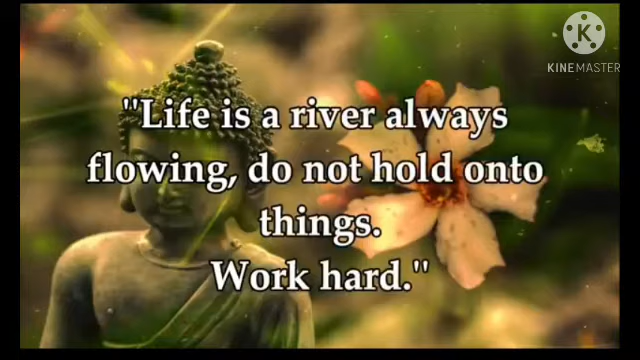 KINEMASTER
"Life is a river always
flowing, do not hold onto
things.
Work hard."